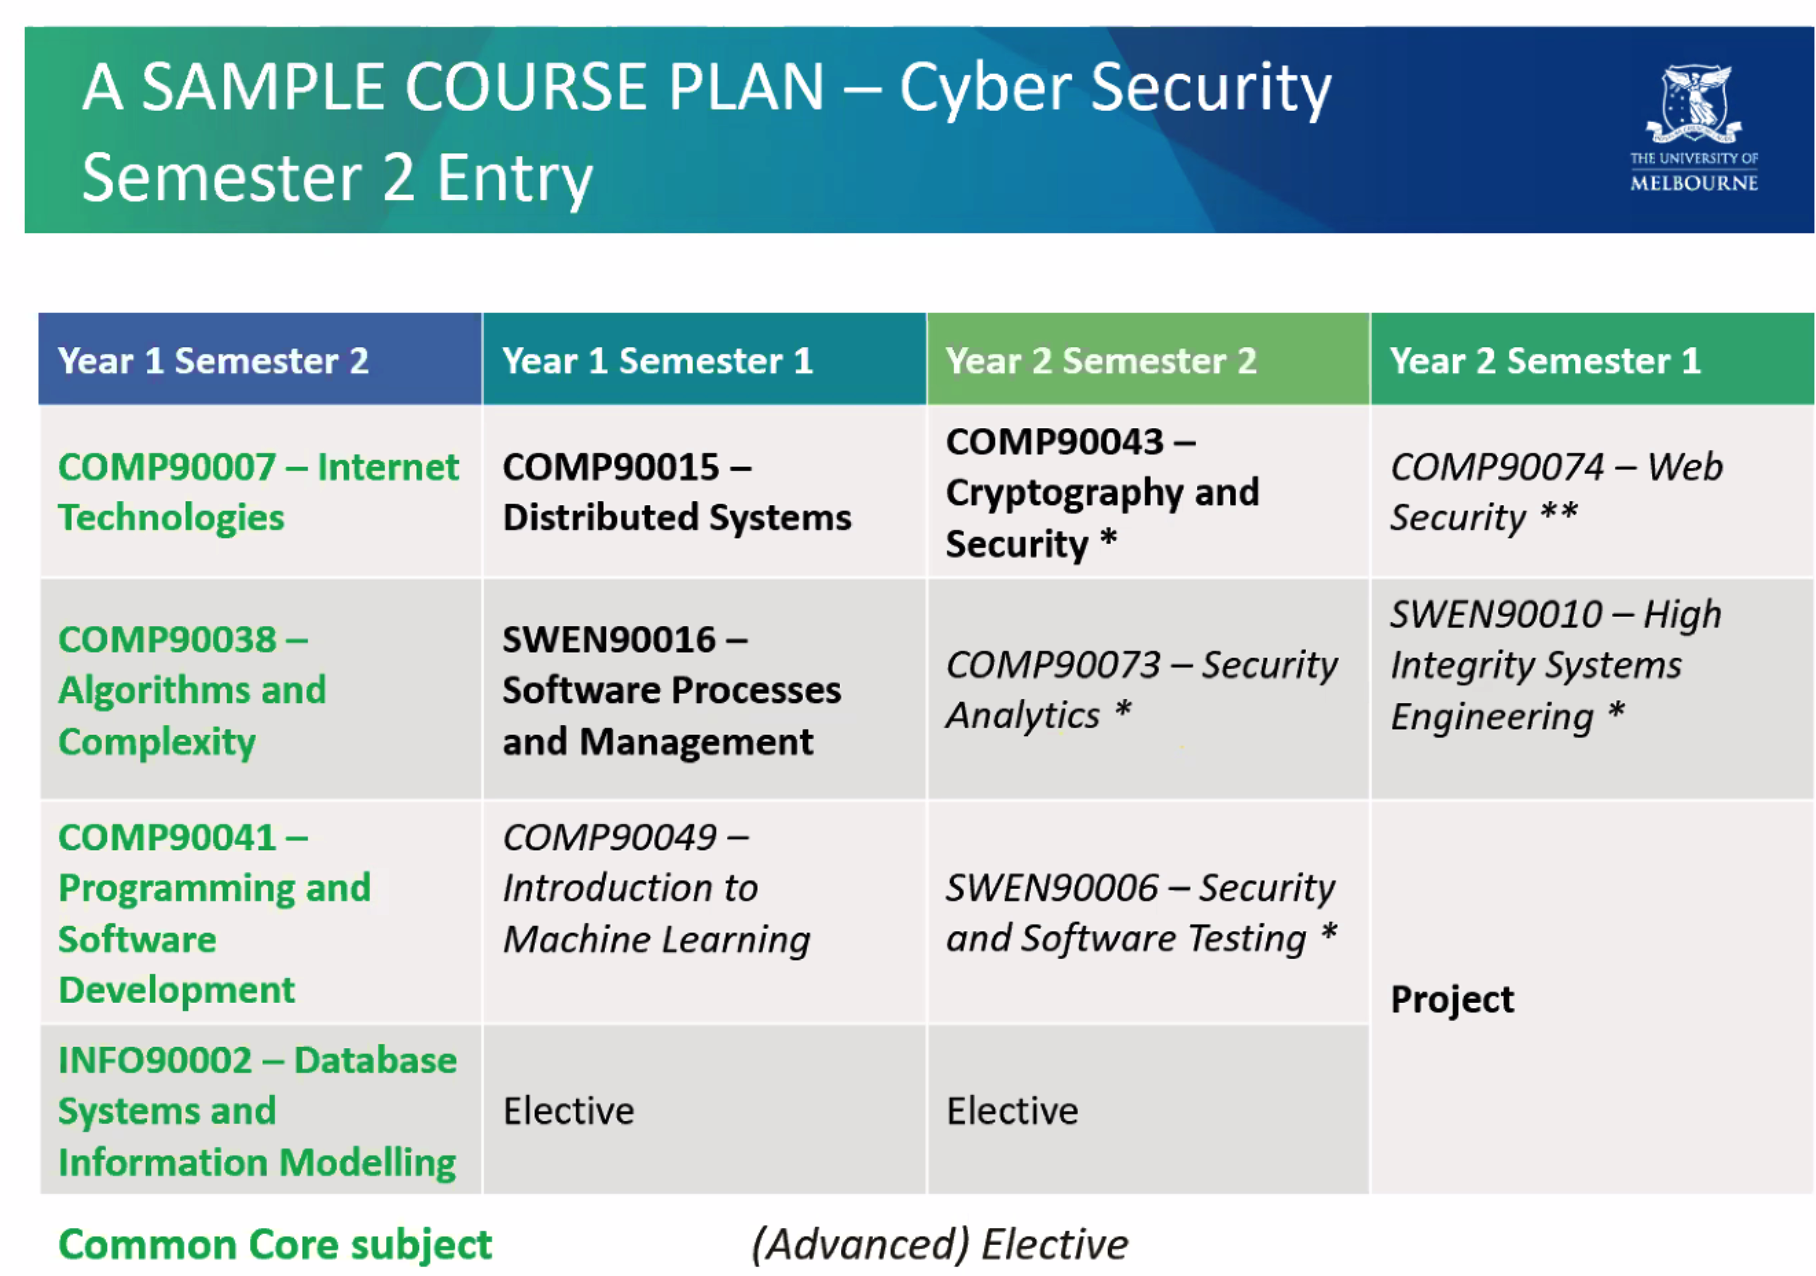 A SAMPLE COURSE PLAN – Cyber Security
Semester 2 Entry
THE UNIVERSITY OF
MELBOURNE
Year 1 Semester 2
Year 1 Semester 1
Year 2 Semester 2
Year 2 Semester 1
COMP90007 – Internet
Technologies
COMP90015 –
Distributed Systems
COMP90043 –
Cryptography and
Security *
COMP90074 – Web
Security **
COMP90038 –
Algorithms and
Complexity
SWEN90016 –
Software Processes
and Management
COMP90073 – Security
Analytics *
SWEN90010 – High
Integrity Systems
Engineering *
COMP90041 –
Programming and
Software
Development
COMP90049 –
Introduction to
Machine Learning
SWEN90006 – Security
and Software Testing *
Project
INFO90002 – Database
Systems and
Information Modelling
Elective
Elective
Common Core subject
(Advanced) Elective